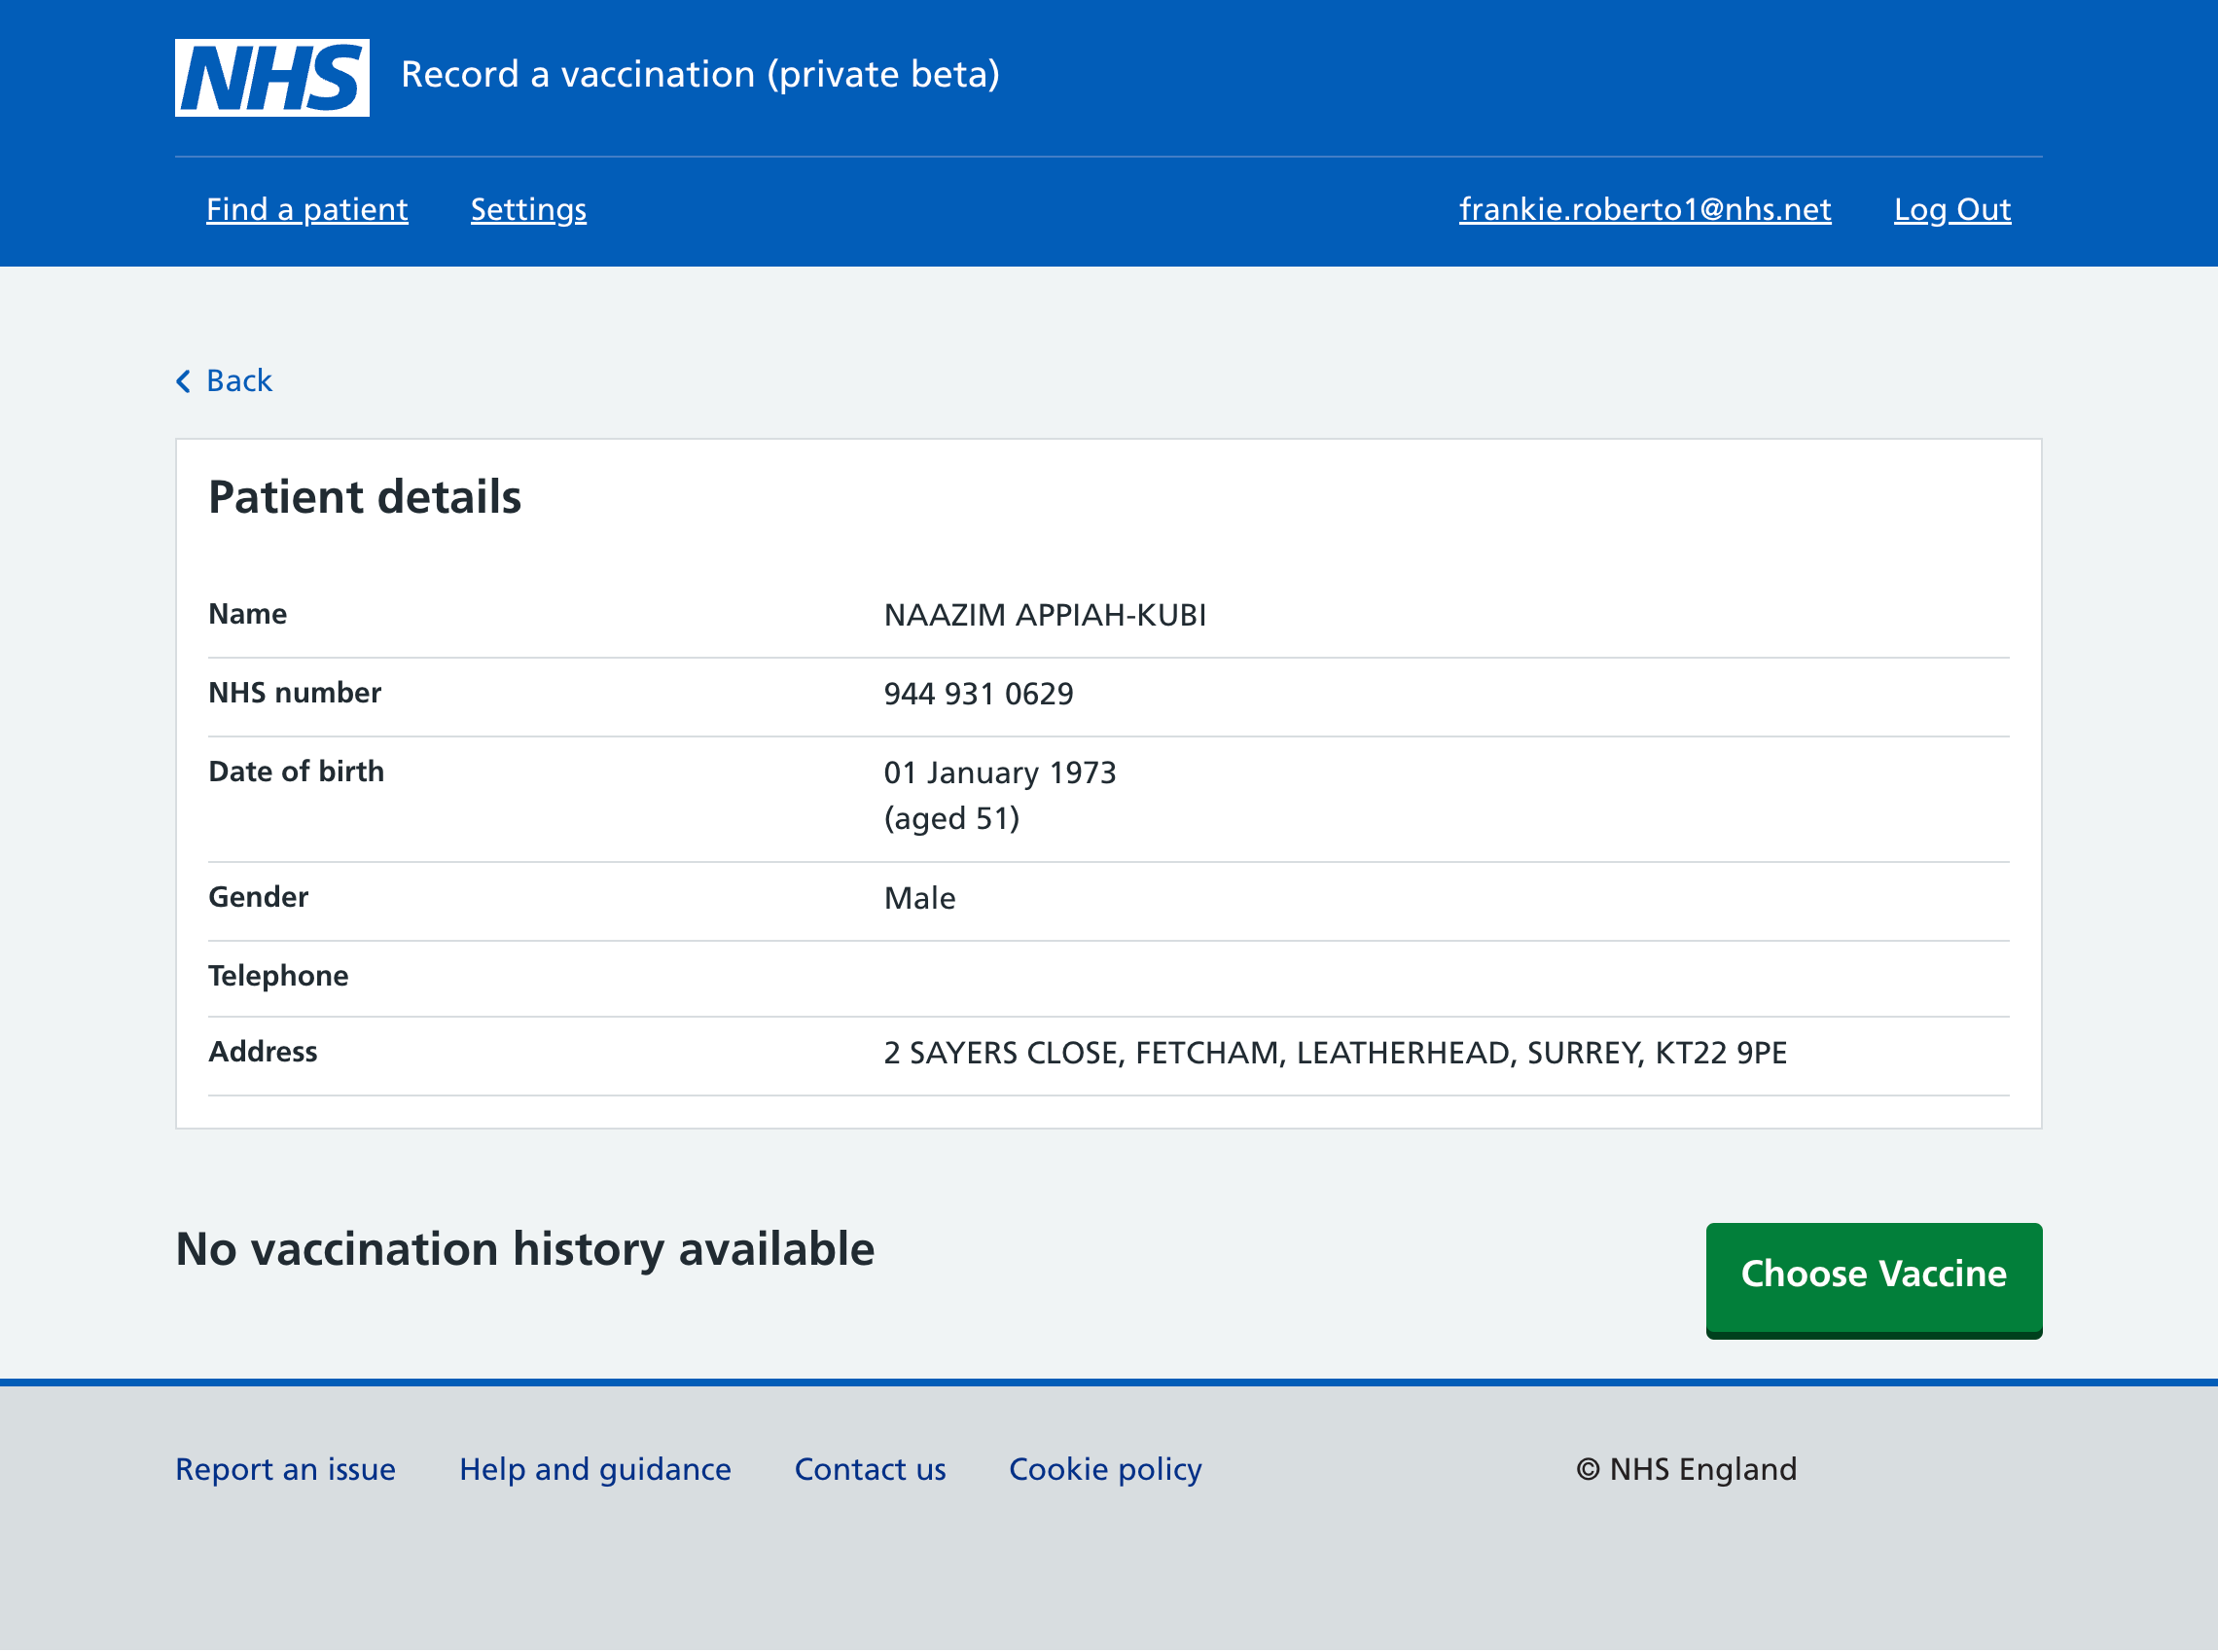 NHS Record a vaccination (private beta)
Find a patient Settings frankie.roberto1@nhs.net Log Out
Back
Patient details
Name NAAZIM APPIAH-KUBI
NHS number 944 931 0629
Date of birth 01 January 1973
(aged 51)
Gender Male
Telephone
Address 2 SAYERS CLOSE, FETCHAM, LEATHERHEAD, SURREY, KT22 9PE
No vaccination history available Choose Vaccine
Report an issue Help and guidance Contact us Cookie policy © NHS England